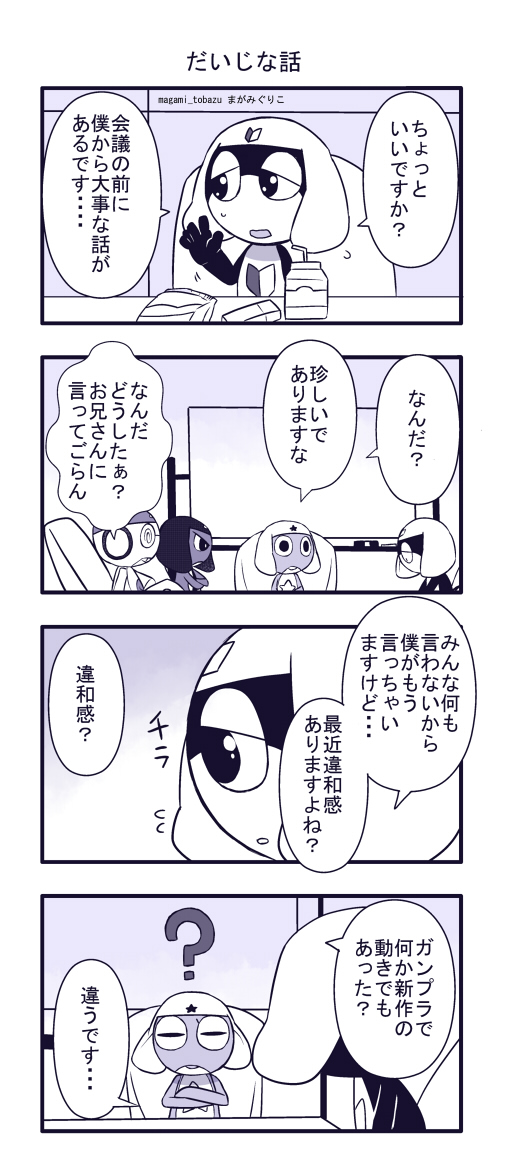 だいじな話
magami_tobazu まがみぐりこ
ちょっと
いいですか？
会議の前に
僕から大事な話が
あるです・・・・
なんだ？
珍しいで
ありますな
なんだ
どうしたぁ？
お兄さんに
言ってごらん
みんな何も
言わないから
僕がもう
言っちゃい
ますけど・・・
最近違和感
ありますよね？
チラ
違和感？
ガンプラで
何か新作の
動きでも
あった？
違うです・・・
？